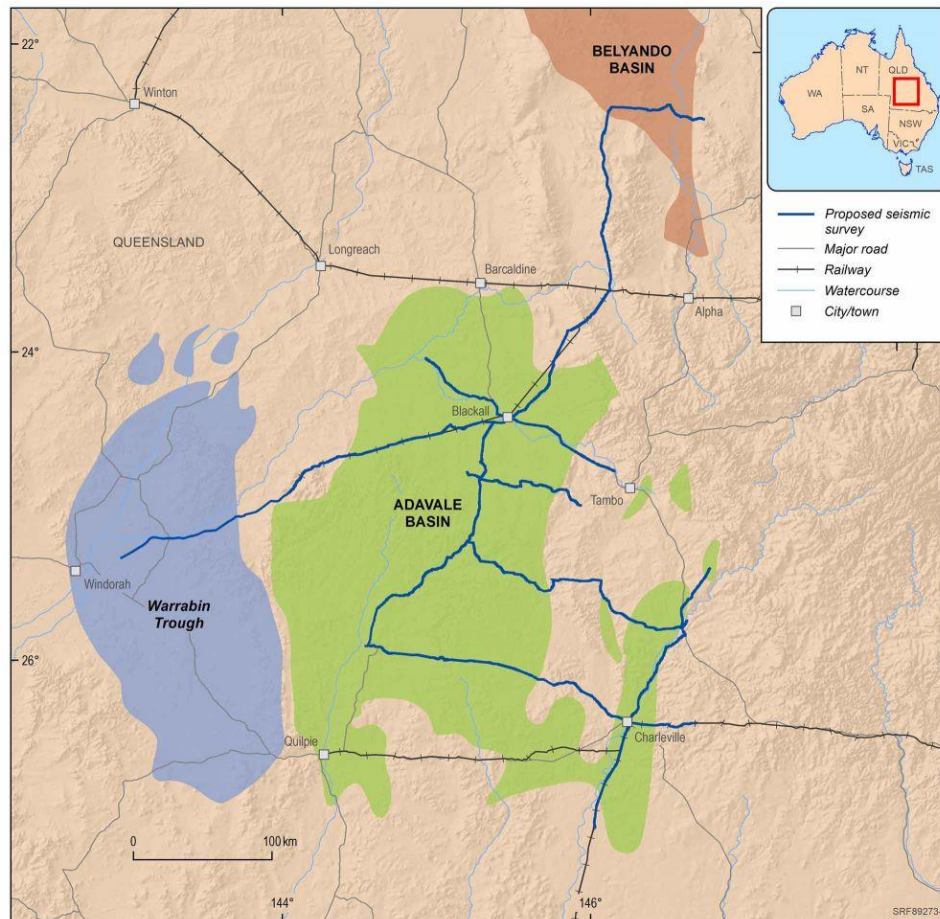 22°
24°
26°
144°
146°
BELYANDO
BASIN
Winton
QUEENSLAND
Longreach
Barcaldine
Alpha
Blackall
Tambo
ADAVALE
BASIN
Windorah
Warrabin
Trough
Quilpie
Charleville
0
100 km
WA
NT
QLD
SA
NSW
VIC
TAS
Proposed seismic
survey
Major road
Railway
Watercourse
City/town
SRF89273